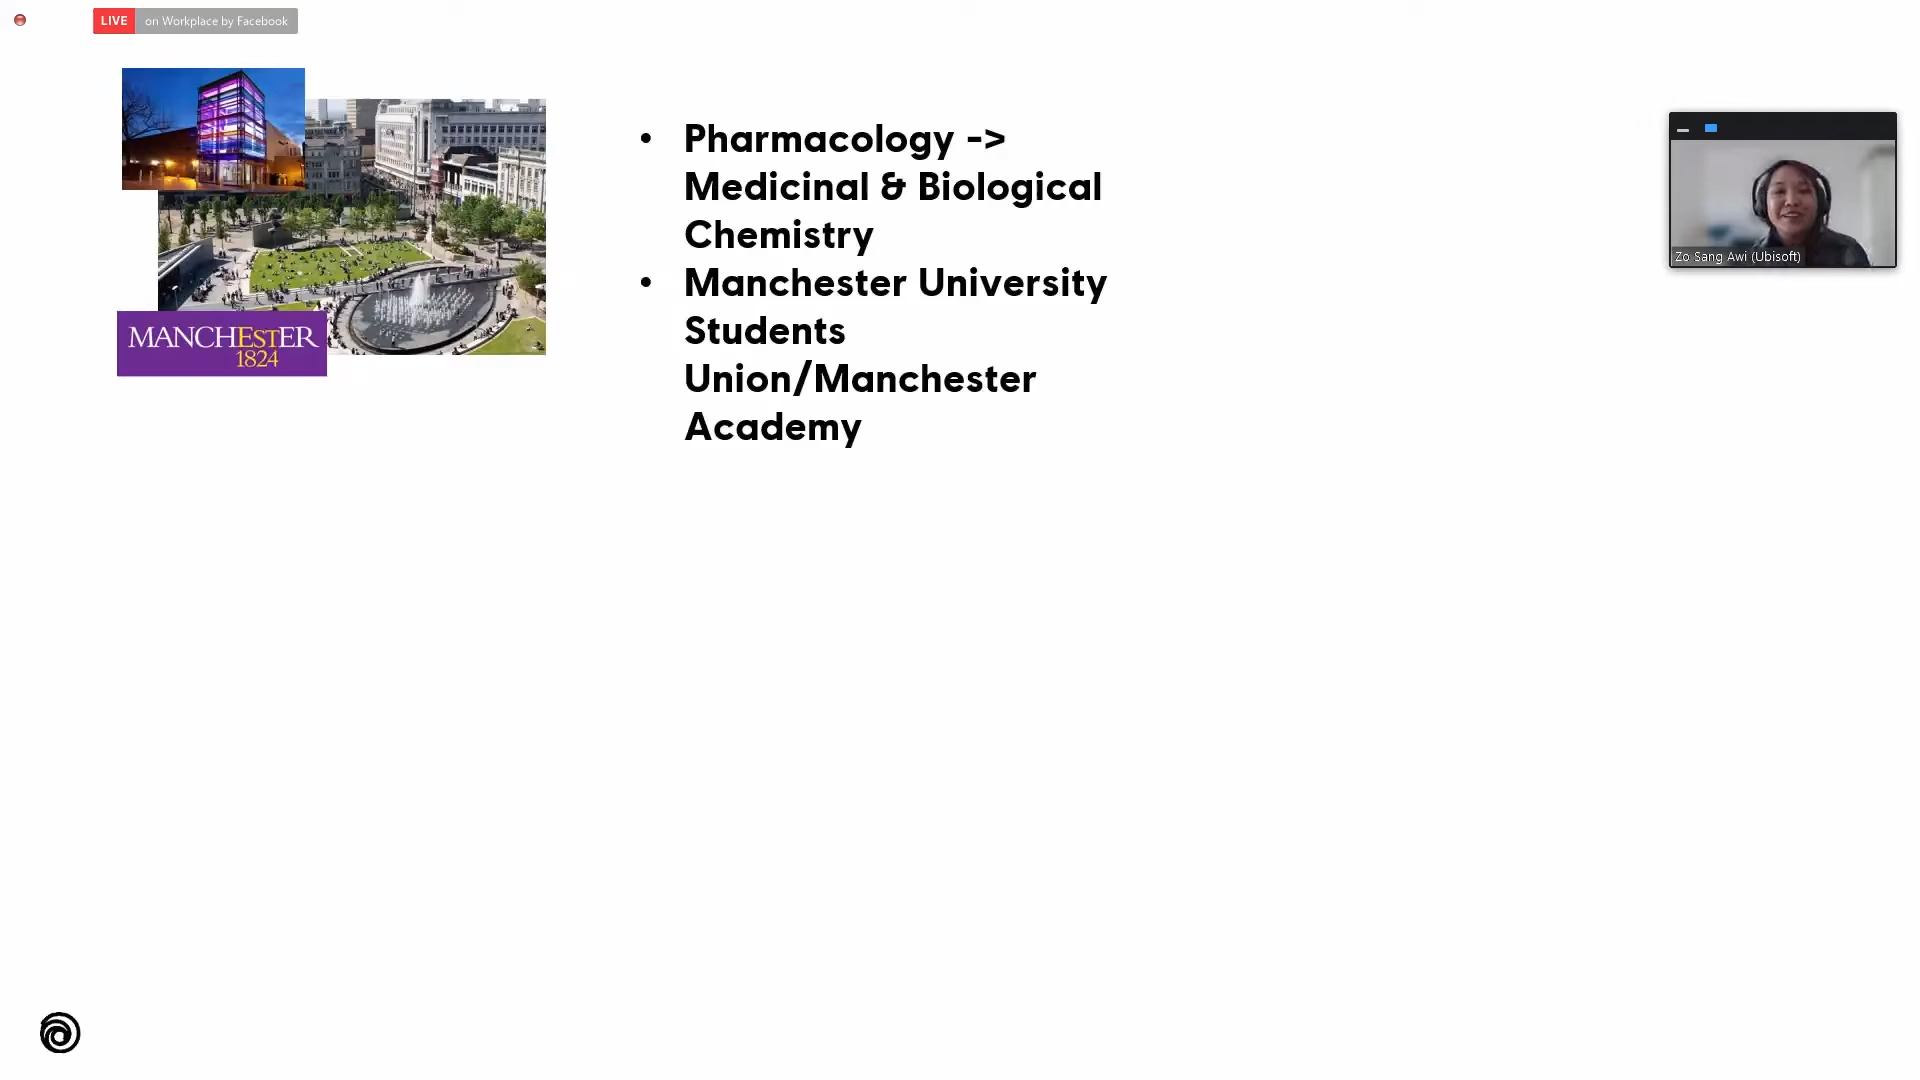 LIVE on Workplace by Facebook
MANCHEstER
1824
• Pharmacology ->
Medicinal & Biological
Chemistry
• Manchester University
Students
Union/Manchester
Academy
Zo Sang Awi (Ubisoft)